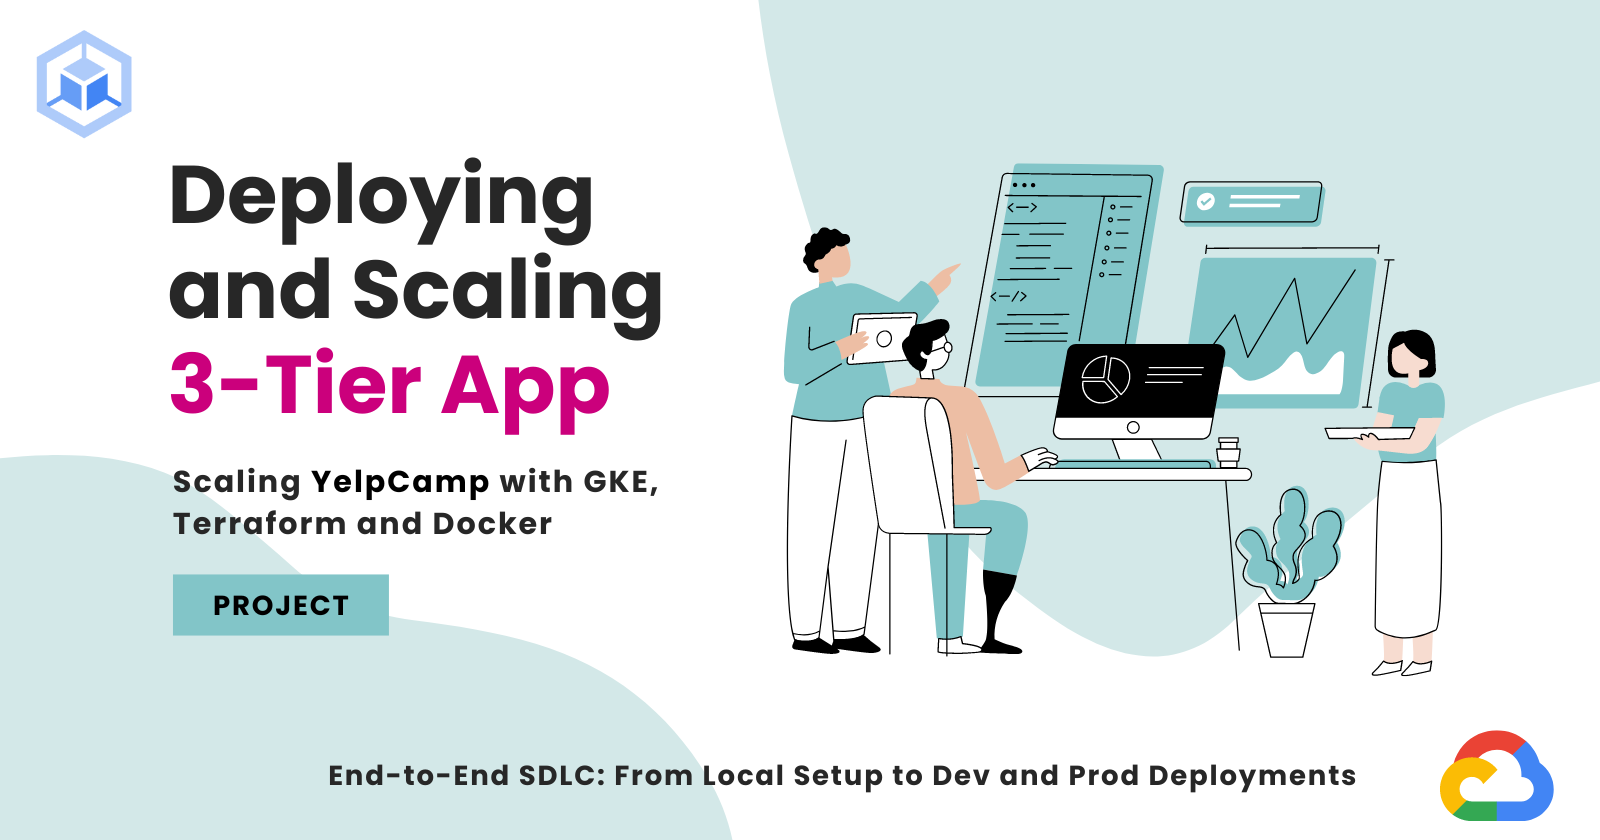 Deploying
and Scaling
3-Tier App
Scaling YelpCamp with GKE,
Terraform and Docker
PROJECT
End-to-End SDLC: From Local Setup to Dev and Prod Deployments